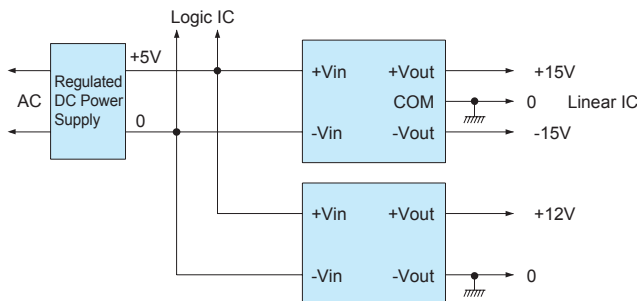 Logic IC
+5V
Regulated
DC Power
Supply
AC
0
+Vin
+Vout
+15V
COM
0
Linear IC
-Vin
-Vout
-15V
+Vin
+Vout
+12V
-Vin
-Vout
0